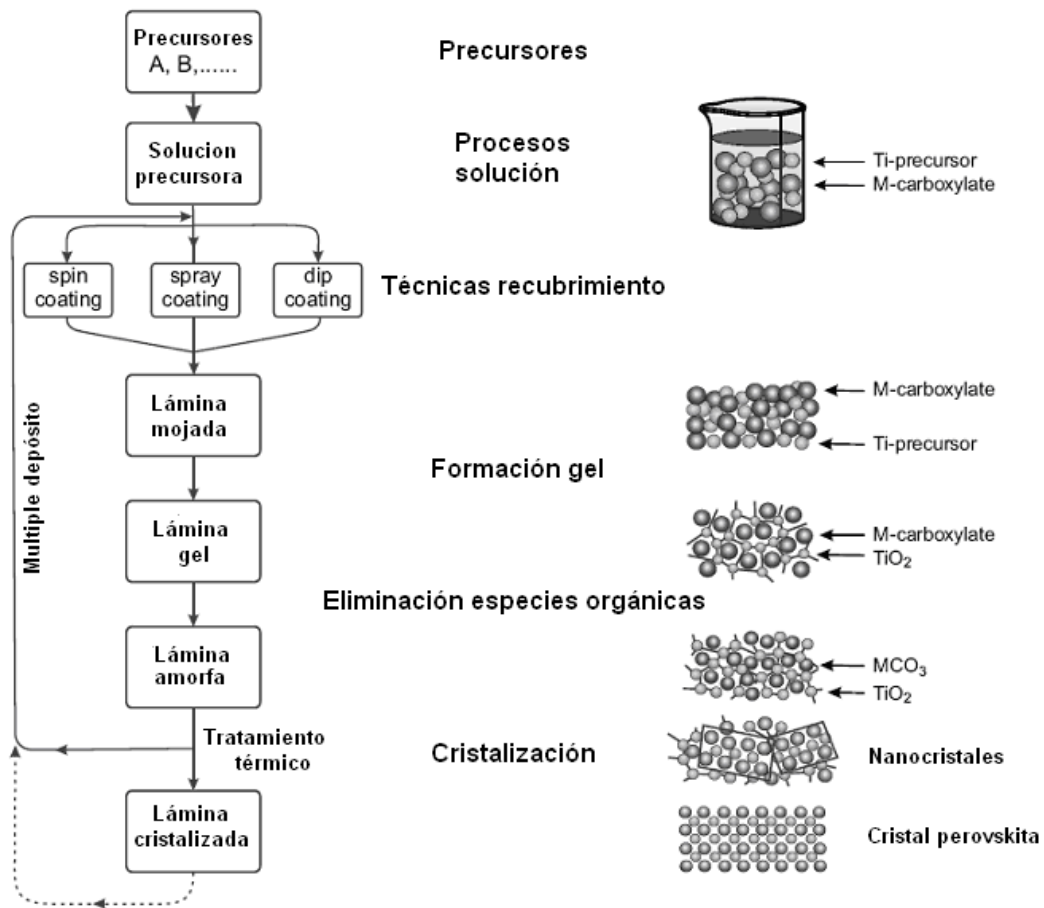 Precursores
A, B,......
Precursores
Solucion
precursora
Procesos
solución
Ti-precursor
M-carboxylate
spin
coating
spray
coating
dip
coating
Técnicas recubrimiento
Multiple depósito
Lámina
mojada
M-carboxylate
Ti-precursor
Formación gel
Lámina
gel
M-carboxylate
TiO₂
Eliminación especies orgánicas
Lámina
amorfa
MCO₃
TiO₂
Tratamiento
térmico
Cristalización
Nanocristales
Lámina
cristalizada
Cristal perovskita